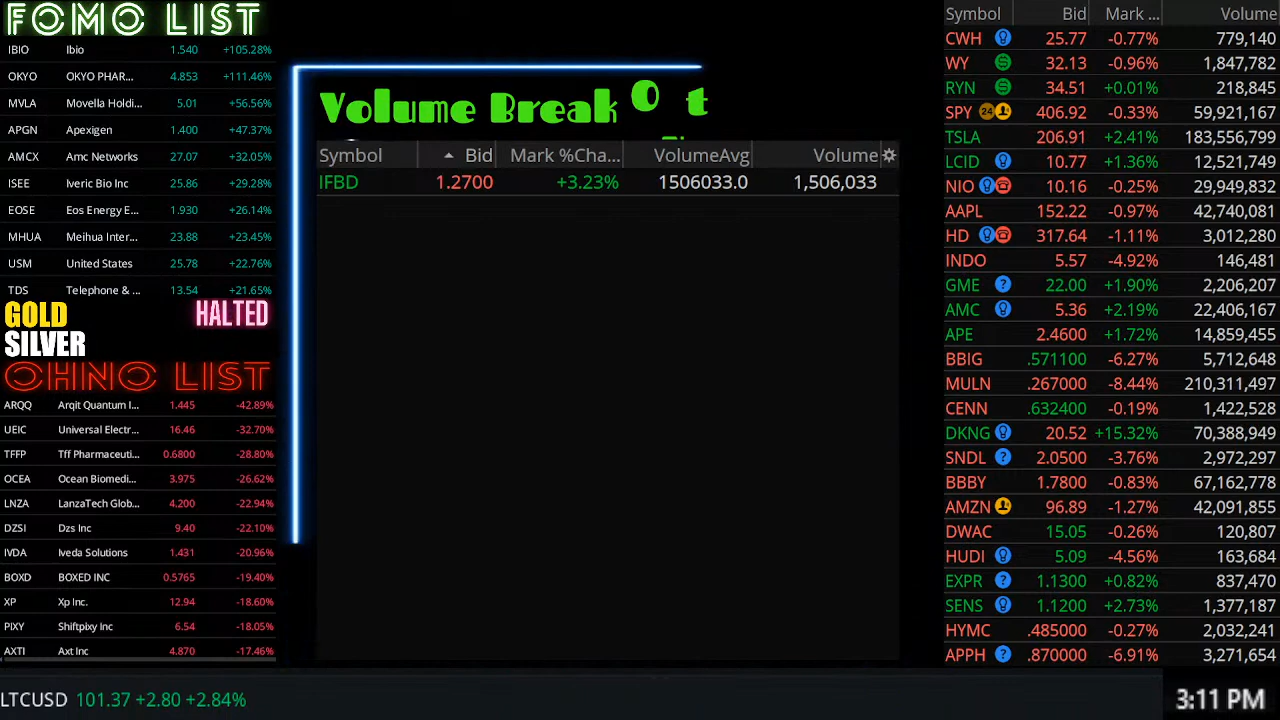 FOMO LIST
IBIO Ibio 1.540 +105.28%
OKYO OKYO PHAR... 4.853 +111.46%
MVLA Movella Holdi... 5.01 +56.56%
APGN Apexigen 1.400 +47.37%
AMCX Amc Networks 27.07 +32.05%
ISEE Iveric Bio Inc 25.86 +29.28%
EOSE Eos Energy E... 1.930 +26.14%
MHUA Meihua Inter... 23.88 +23.45%
USM United States 25.78 +22.76%
TDS Telephone & ... 13.54 +21.65%
GOLD HALTED
SILVER
OHNO LIST
ARQQ Arqit Quantum I... 1.445 -42.89%
UEIC Universal Electr... 16.46 -32.70%
TFFP Tff Pharmaceuti... 0.6800 -28.80%
OCEA Ocean Biomedi... 3.975 -26.62%
LNZA LanzaTech Glob... 4.200 -22.94%
DZSI Dzs Inc 9.40 -22.10%
IVDA Iveda Solutions 1.431 -20.96%
BOXD BOXED INC 0.5765 -19.40%
XP Xp Inc. 12.94 -18.60%
PIXY Shiftpixy Inc 6.54 -18.05%
AXTI Axt Inc 4.870 -17.46%
Volume Break O t
Symbol Bid Mark %Cha... VolumeAvg Volume
IFBD 1.2700 +3.23% 1506033.0 1,506,033
Symbol Bid Mark ... Volume
CWH 25.77 -0.77% 779,140
WY 32.13 -0.96% 1,847,782
RYN 34.51 +0.01% 218,845
SPY 24 406.92 -0.33% 59,921,167
TSLA 206.91 +2.41% 183,556,799
LCID 10.77 +1.36% 12,521,749
NIO 10.16 -0.25% 29,949,832
AAPL 152.22 -0.97% 42,740,081
HD 317.64 -1.11% 3,012,280
INDO 5.57 -4.92% 146,481
GME ? 22.00 +1.90% 2,206,207
AMC 5.36 +2.19% 22,406,167
APE 2.4600 +1.72% 14,859,455
BBIG .571100 -6.27% 5,712,648
MULN .267000 -8.44% 210,311,497
CENN .632400 -0.19% 1,422,528
DKNG 20.52 +15.32% 70,388,949
SNDL ? 2.0500 -3.76% 2,972,297
BBBY 1.7800 -0.83% 67,162,778
AMZN 96.89 -1.27% 42,091,855
DWAC 15.05 -0.26% 120,807
HUDI 5.09 -4.56% 163,684
EXPR ? 1.1300 +0.82% 837,470
SENS 1.1200 +2.73% 1,377,187
HYMC .485000 -0.27% 2,032,241
APPH ? .870000 -6.91% 3,271,654
LTCUSD 101.37 +2.80 +2.84%
3:11 PM